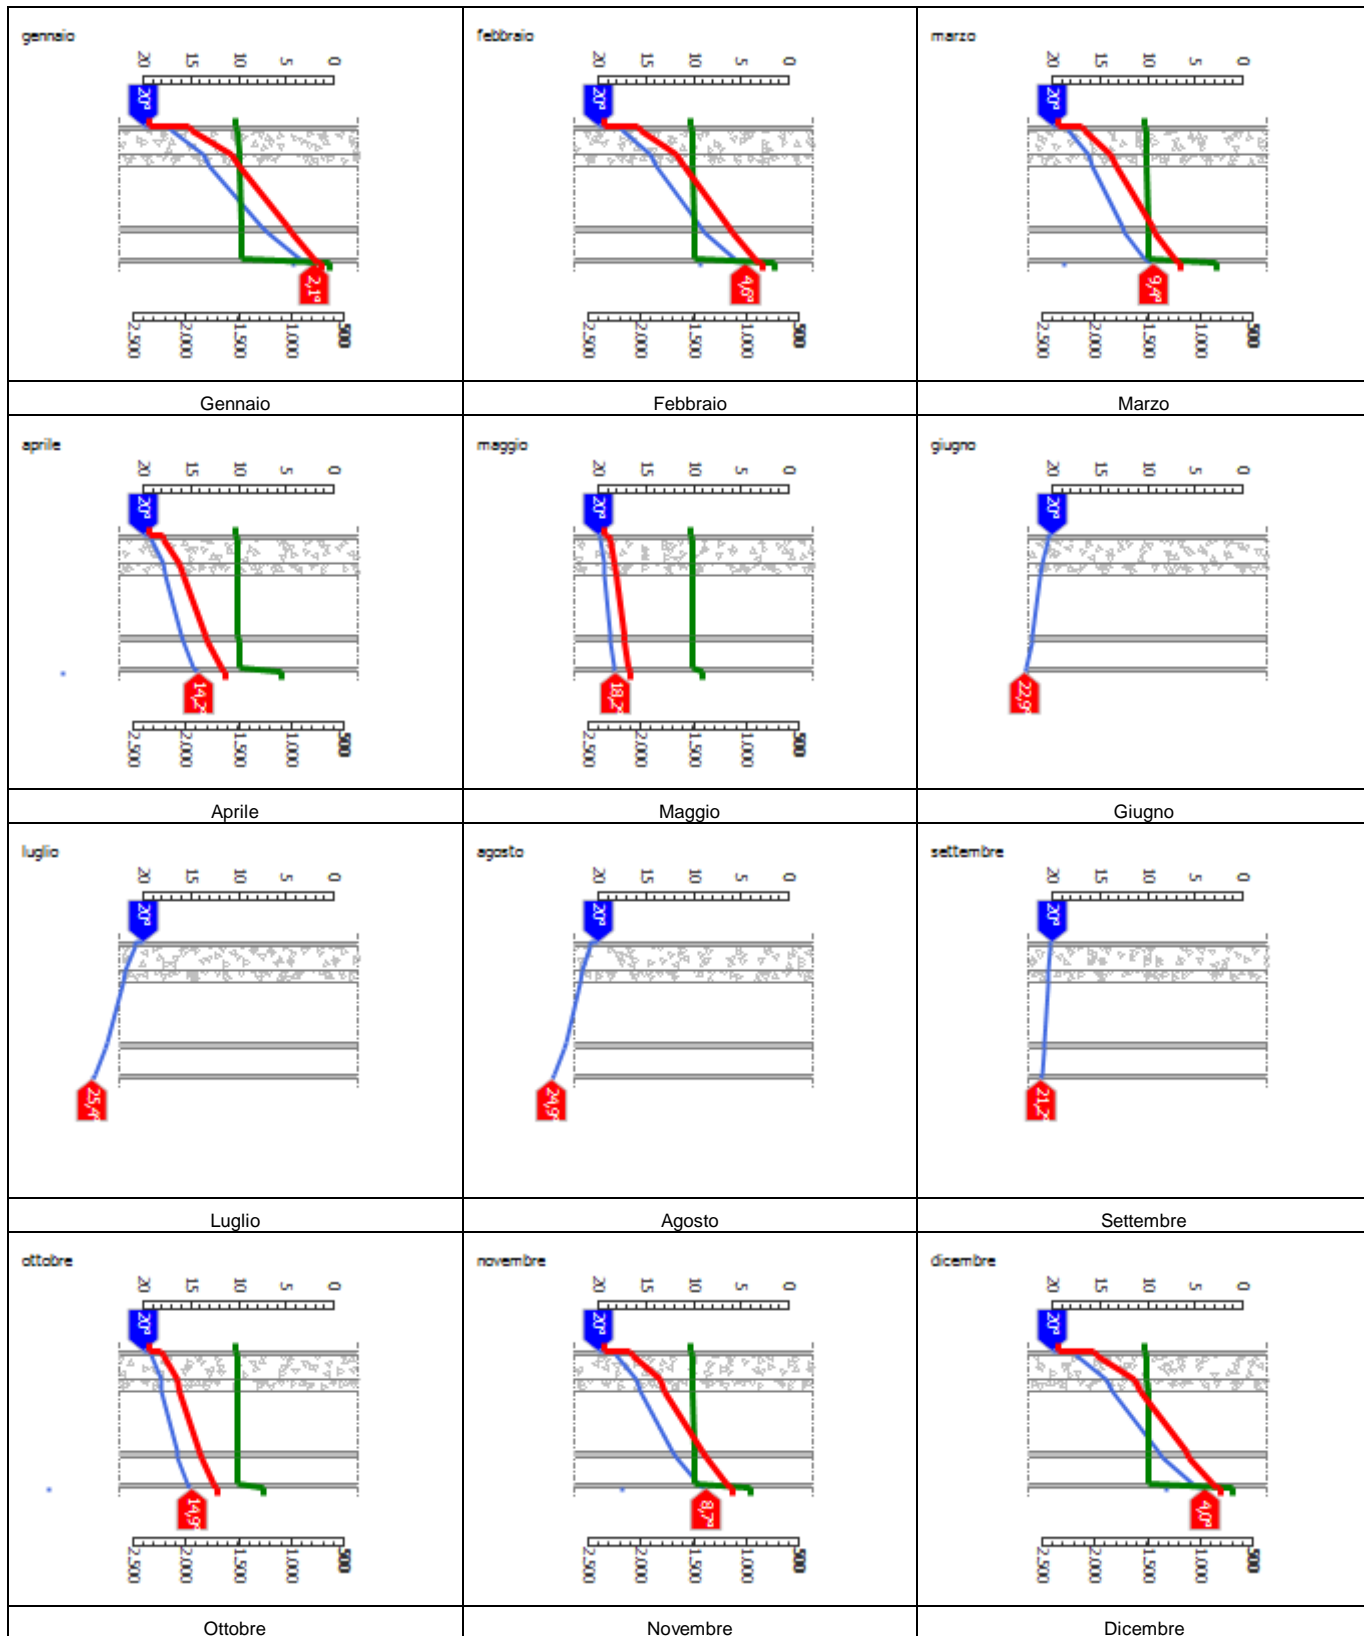 gennaio
20 15 10 5 0
20°
2,1°
2.500 2.000 1.500 1.000 500
Gennaio
febbraio
20 15 10 5 0
20°
4,6°
2.500 2.000 1.500 1.000 500
Febbraio
marzo
20 15 10 5 0
20°
9,4°
2.500 2.000 1.500 1.000 500
Marzo
aprile
20 15 10 5 0
20°
14,2°
2.500 2.000 1.500 1.000 500
Aprile
maggio
20 15 10 5 0
20°
18,2°
2.500 2.000 1.500 1.000 500
Maggio
giugno
20 15 10 5 0
20°
22,9°
Giugno
luglio
20 15 10 5 0
20°
25,4°
Luglio
agosto
20 15 10 5 0
20°
24,9°
Agosto
settembre
20 15 10 5 0
20°
21,2°
Settembre
ottobre
20 15 10 5 0
20°
14,9°
2.500 2.000 1.500 1.000 500
Ottobre
novembre
20 15 10 5 0
20°
8,7°
2.500 2.000 1.500 1.000 500
Novembre
dicembre
20 15 10 5 0
20°
4,0°
2.500 2.000 1.500 1.000 500
Dicembre